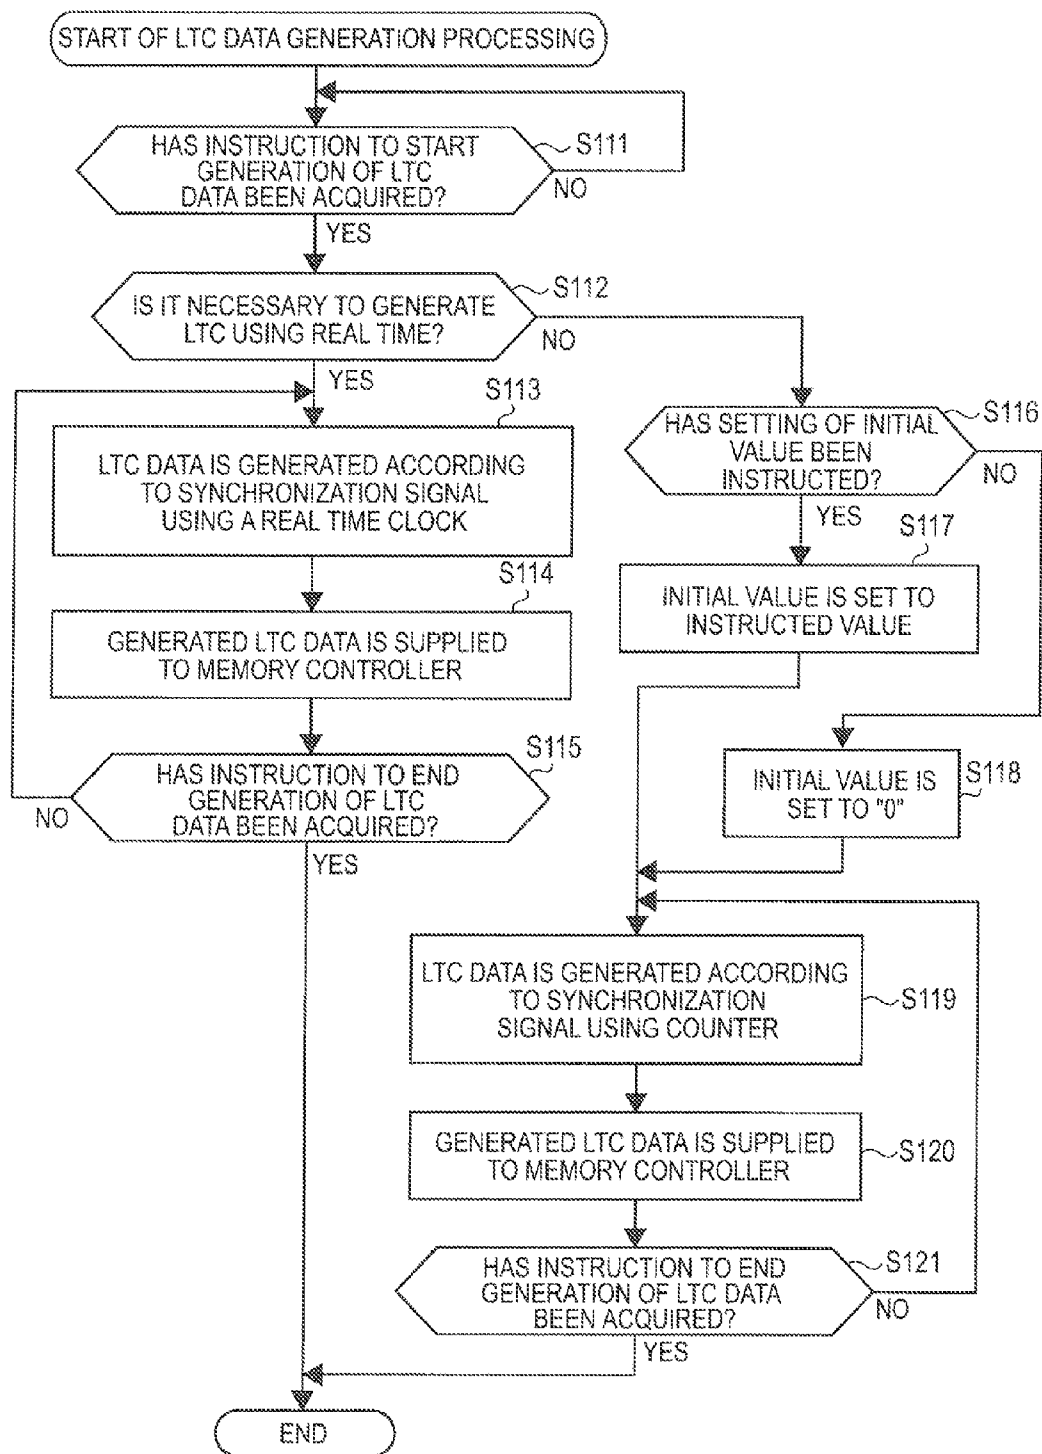 START OF LTC DATA GENERATION PROCESSING
HAS INSTRUCTION TO START
GENERATION OF LTC
DATA BEEN ACQUIRED?
S111
NO
YES
IS IT NECESSARY TO GENERATE
LTC USING REAL TIME?
S112
NO
YES
S113
LTC DATA IS GENERATED ACCORDING
TO SYNCHRONIZATION SIGNAL
USING A REAL TIME CLOCK
S114
GENERATED LTC DATA IS SUPPLIED
TO MEMORY CONTROLLER
S115
HAS INSTRUCTION TO END
GENERATION OF LTC
DATA BEEN ACQUIRED?
NO
YES
S116
HAS SETTING OF INITIAL
VALUE BEEN
INSTRUCTED?
NO
YES
S117
INITIAL VALUE IS SET TO
INSTRUCTED VALUE
S118
INITIAL VALUE IS
SET TO "0"
LTC DATA IS GENERATED ACCORDING
TO SYNCHRONIZATION
SIGNAL USING COUNTER
S119
GENERATED LTC DATA IS SUPPLIED
TO MEMORY CONTROLLER
S120
HAS INSTRUCTION TO END
GENERATION OF LTC DATA
BEEN ACQUIRED?
S121
NO
YES
END